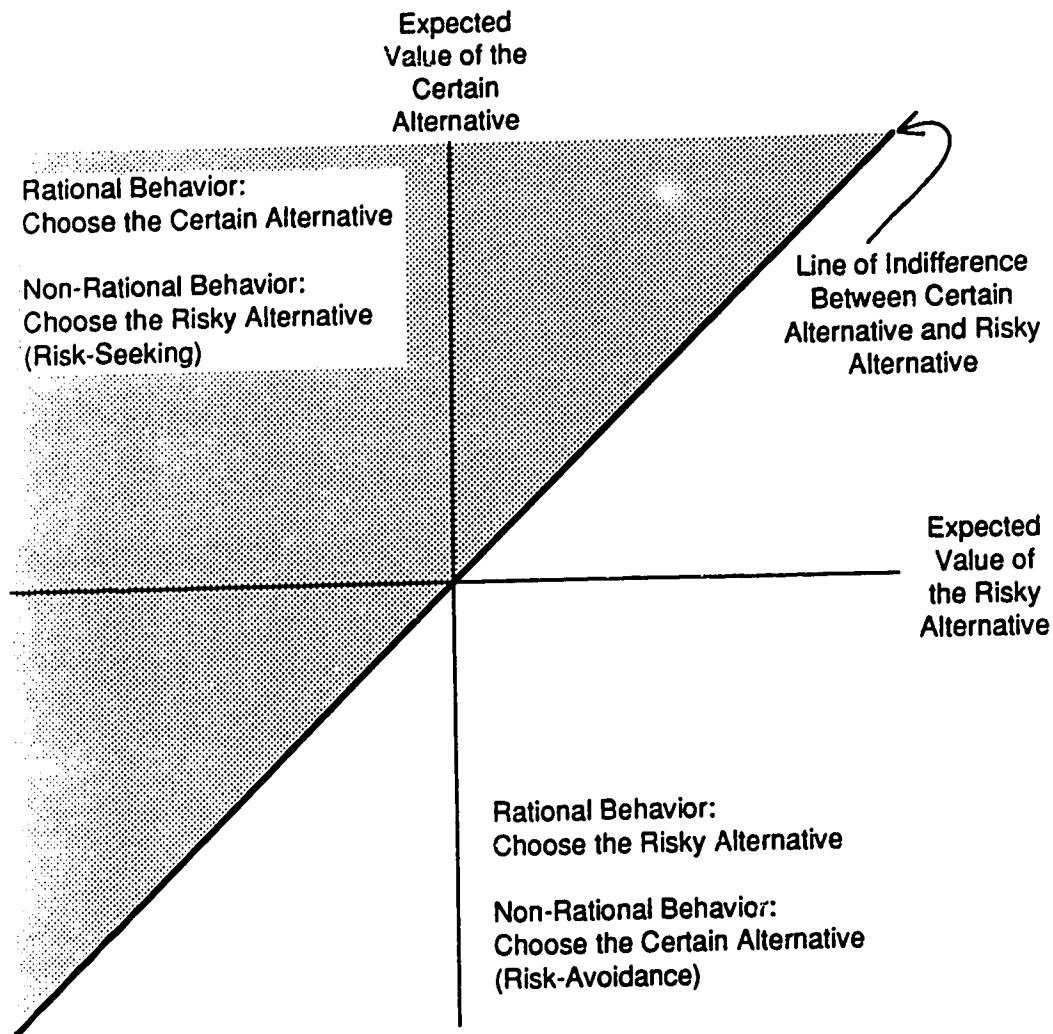 Expected
Value of the
Certain
Alternative
Rational Behavior:
Choose the Certain Alternative
Non-Rational Behavior:
Choose the Risky Alternative
(Risk-Seeking)
Line of Indifference
Between Certain
Alternative and Risky
Alternative
Expected
Value of
the Risky
Alternative
Rational Behavior:
Choose the Risky Alternative
Non-Rational Behavior:
Choose the Certain Alternative
(Risk-Avoidance)